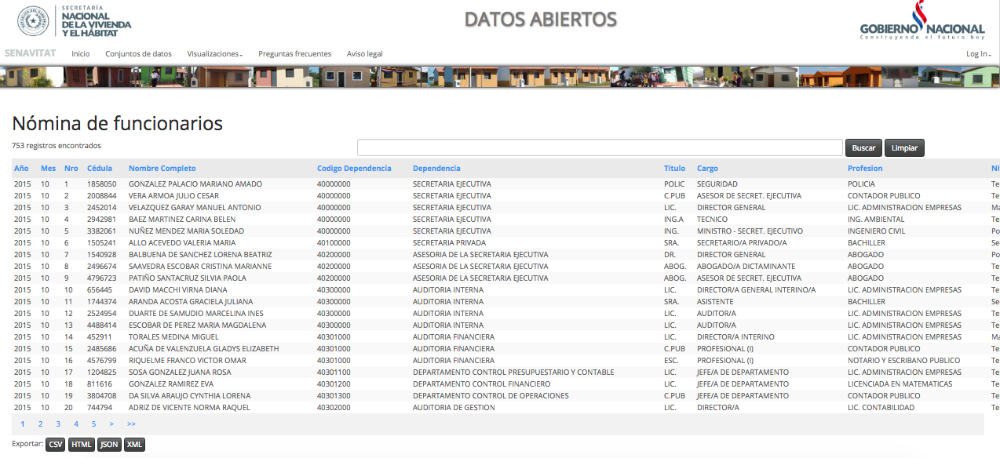 SECRETARÍA
NACIONAL
DE LA VIVIENDA
Y EL HÁBITAT
DATOS ABIERTOS
GOBIERNO NACIONAL
Construyendo el futuro hoy
SENAVITAT Inicio Conjuntos de datos Visualizaciones Preguntas frecuentes Aviso legal Log In
Nómina de funcionarios
753 registros encontrados Buscar Limpiar
Año Mes Nro Cédula Nombre Completo Codigo Dependencia Dependencia Titulo Cargo Profesion Ni
2015 10 1 1858050 GONZALEZ PALACIO MARIANO AMADO 40000000 SECRETARIA EJECUTIVA POLIC SEGURIDAD POLICIA Te
2015 10 2 2008844 VERA ARMOA JULIO CESAR 40000000 SECRETARIA EJECUTIVA C.PUB ASESOR DE SECRET. EJECUTIVA CONTADOR PUBLICO Te
2015 10 3 2452014 VELAZQUEZ GARAY MANUEL ANTONIO 40000000 SECRETARIA EJECUTIVA LIC. DIRECTOR GENERAL LIC. ADMINISTRACION EMPRESAS Ma
2015 10 4 2942981 BAEZ MARTINEZ CARINA BELEN 40000000 SECRETARIA EJECUTIVA ING.A TECNICO ING. AMBIENTAL Te
2015 10 5 3382061 NUÑEZ MENDEZ MARIA SOLEDAD 40000000 SECRETARIA EJECUTIVA ING. MINISTRO - SECRET. EJECUTIVO INGENIERO CIVIL Po
2015 10 6 1505241 ALLO ACEVEDO VALERIA MARIA 40100000 SECRETARIA PRIVADA SRA. SECRETARIO/A PRIVADO/A BACHILLER Se
2015 10 7 1540928 BALBUENA DE SANCHEZ LORENA BEATRIZ 40200000 ASESORIA DE LA SECRETARIA EJECUTIVA DR. DIRECTOR GENERAL ABOGADO Po
2015 10 8 2496674 SAAVEDRA ESCOBAR CRISTINA MARIANNE 40200000 ASESORIA DE LA SECRETARIA EJECUTIVA ABOG. ABOGADO/A DICTAMINANTE ABOGADO Te
2015 10 9 4796723 PATIÑO SANTACRUZ SILVIA PAOLA 40200000 ASESORIA DE LA SECRETARIA EJECUTIVA ABOG. ASESOR DE SECRET. EJECUTIVA ABOGADO Te
2015 10 10 656445 DAVID MACCHI VIRNA DIANA 40300000 AUDITORIA INTERNA LIC. DIRECTOR/A GENERAL INTERINO/A LIC. ADMINISTRACION EMPRESAS Te
2015 10 11 1744374 ARANDA ACOSTA GRACIELA JULIANA 40300000 AUDITORIA INTERNA SRA. ASISTENTE BACHILLER Se
2015 10 12 2524954 DUARTE DE SAMUDIO MARCELINA INES 40300000 AUDITORIA INTERNA LIC. AUDITOR/A LIC. ADMINISTRACION EMPRESAS Te
2015 10 13 4488414 ESCOBAR DE PEREZ MARIA MAGDALENA 40300000 AUDITORIA INTERNA LIC. AUDITOR/A LIC. ADMINISTRACION EMPRESAS Te
2015 10 14 452911 TORALES MEDINA MIGUEL 40301000 AUDITORIA FINANCIERA LIC. DIRECTOR/A INTERINO LIC. ADMINISTRACION EMPRESAS Ma
2015 10 15 2485686 ACUÑA DE VALENZUELA GLADYS ELIZABETH 40301000 AUDITORIA FINANCIERA C.PUB PROFESIONAL (I) CONTADOR PUBLICO Te
2015 10 16 4576799 RIQUELME FRANCO VICTOR OMAR 40301000 AUDITORIA FINANCIERA ESC. PROFESIONAL (I) NOTARIO Y ESCRIBANO PUBLICO Te
2015 10 17 1204825 SOSA GONZALEZ JUANA ROSA 40301100 DEPARTAMENTO CONTROL PRESUPUESTARIO Y CONTABLE LIC. JEFE/A DE DEPARTAMENTO LIC. ADMINISTRACION EMPRESAS Te
2015 10 18 811616 GONZALEZ RAMIREZ EVA 40301200 DEPARTAMENTO CONTROL FINANCIERO LIC. JEFE/A DE DEPARTAMENTO LICENCIADA EN MATEMATICAS Te
2015 10 19 3804708 DA SILVA ARAUJO CYNTHIA LORENA 40301300 DEPARTAMENTO CONTROL DE OPERACIONES C.PUB JEFE/A DE DEPARTAMENTO CONTADOR PUBLICO Te
2015 10 20 744794 ADRIZ DE VICENTE NORMA RAQUEL 40302000 AUDITORIA DE GESTION LIC. DIRECTOR/A LIC. CONTABILIDAD Te
1 2 3 4 5 > >>
Exportar: CSV HTML JSON XML